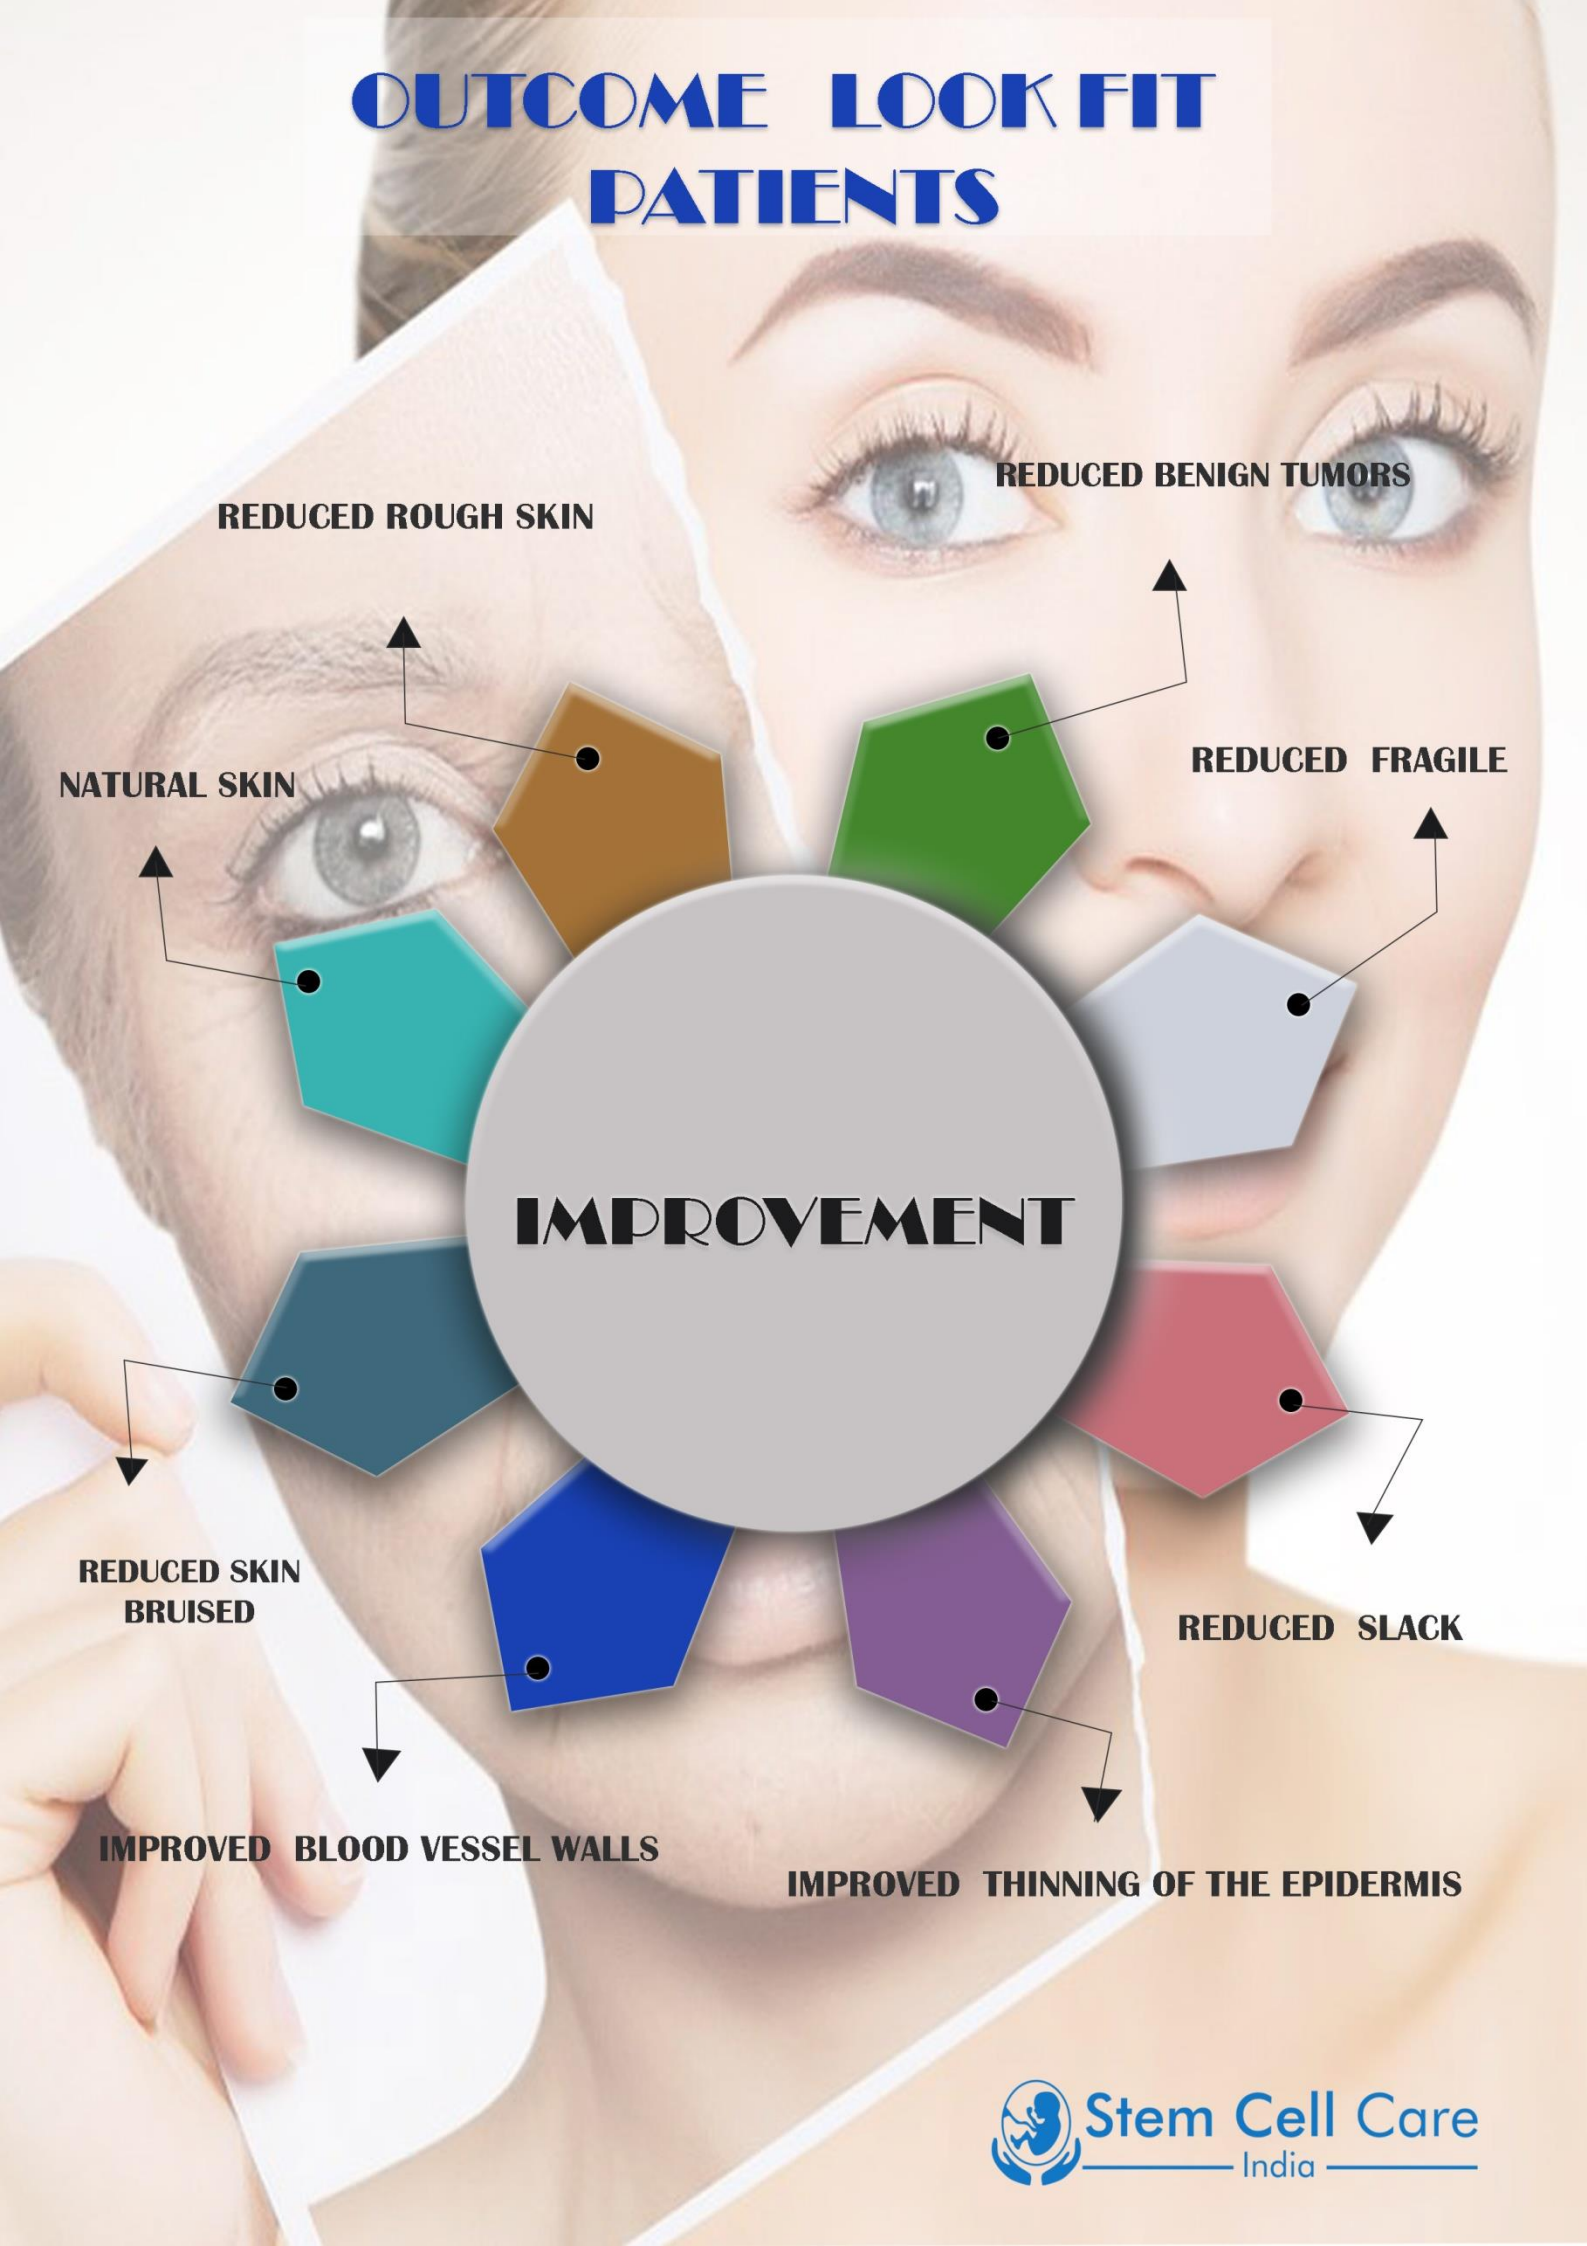 OUTCOME LOOK FIT
PATIENTS
REDUCED BENIGN TUMORS
REDUCED ROUGH SKIN
REDUCED FRAGILE
NATURAL SKIN
IMPROVEMENT
REDUCED SKIN
BRUISED
REDUCED SLACK
IMPROVED BLOOD VESSEL WALLS
IMPROVED THINNING OF THE EPIDERMIS
Stem Cell Care
India